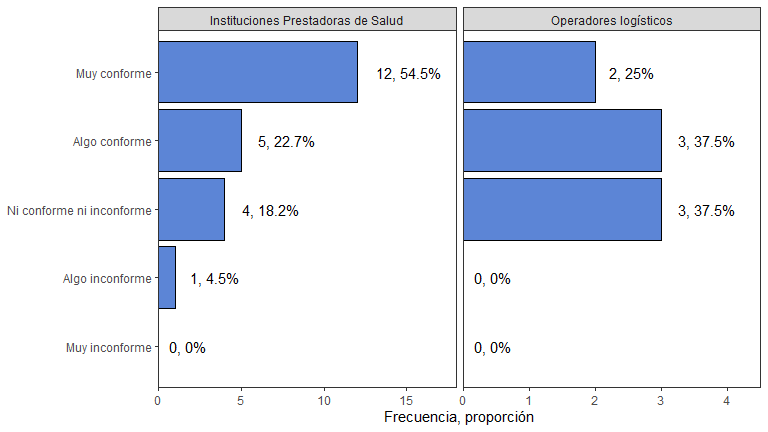 Instituciones Prestadoras de Salud
Operadores logísticos
Muy conforme
12, 54.5%
2, 25%
Algo conforme
5, 22.7%
3, 37.5%
Ni conforme ni inconforme
4, 18.2%
3, 37.5%
Algo inconforme
1, 4.5%
0, 0%
Muy inconforme
0, 0%
0, 0%
0 5 10 15
0 1 2 3 4
Frecuencia, proporción